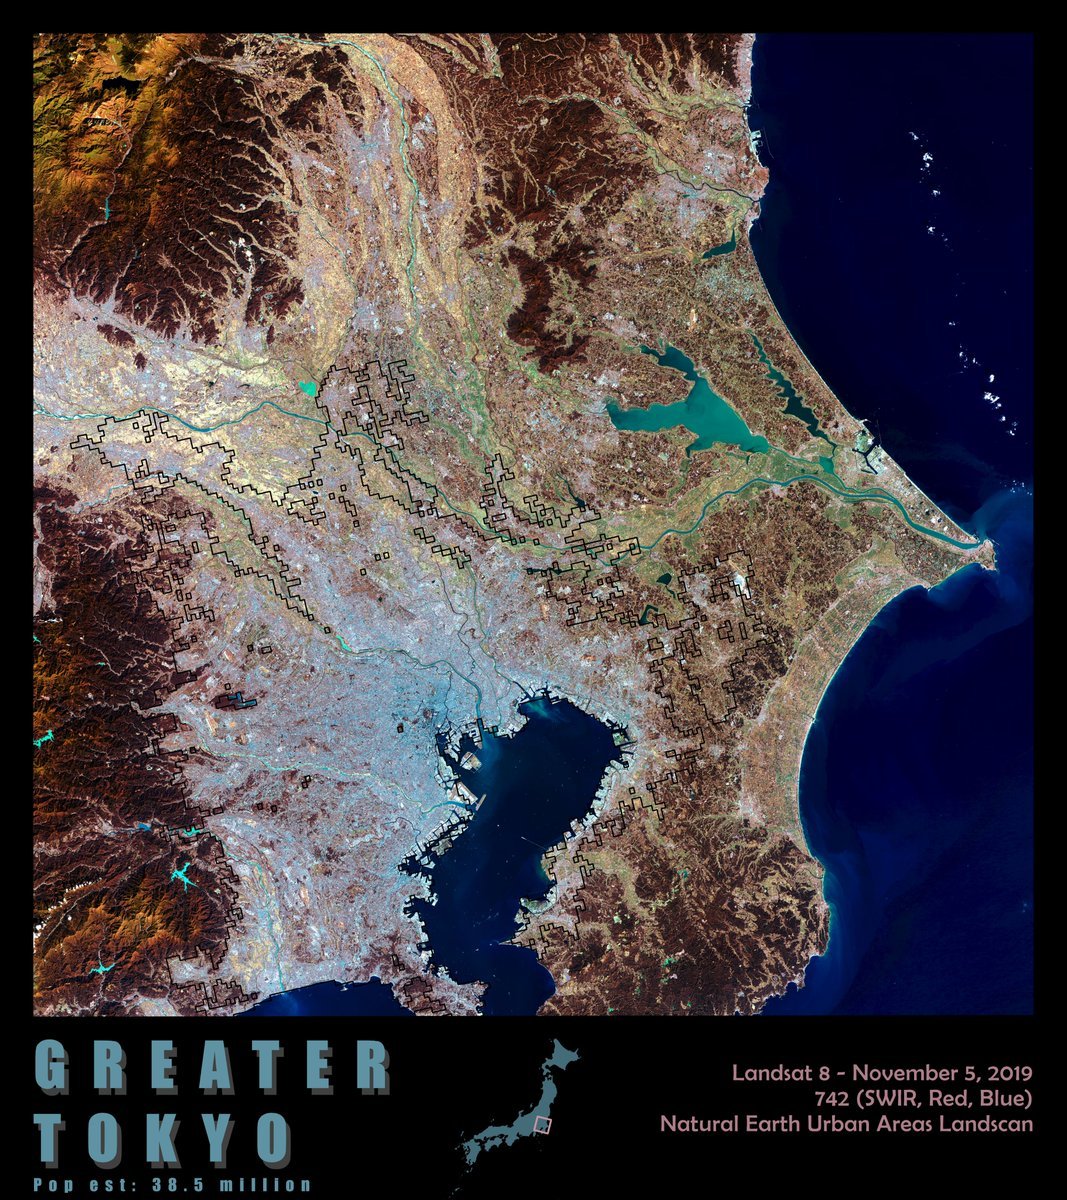 GREATER
TOKYO
Pop est: 38.5 million
Landsat 8 - November 5, 2019
742 (SWIR, Red, Blue)
Natural Earth Urban Areas Landscan